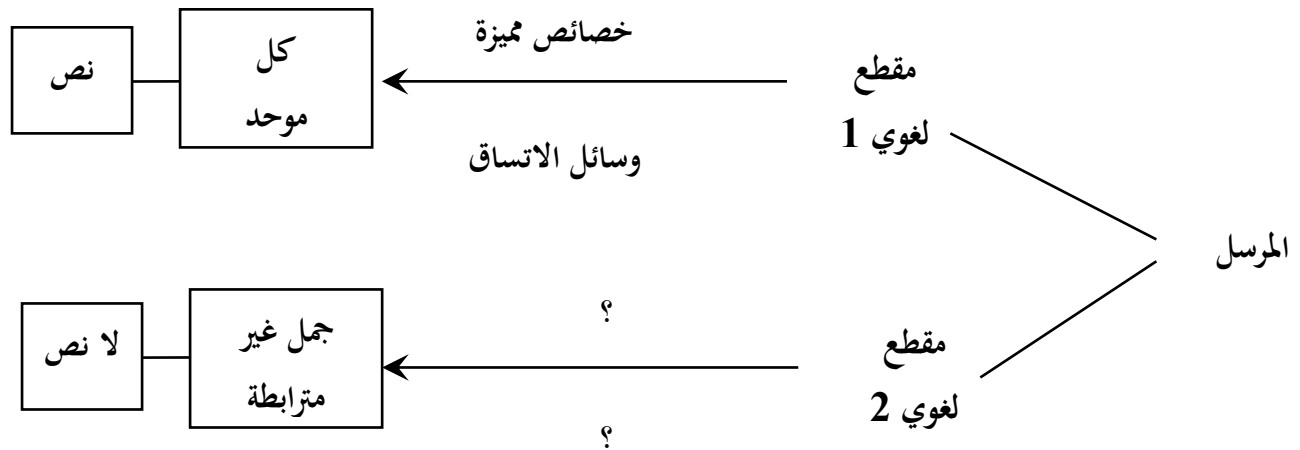 المرسل
مقطع
لغوي 1
خصائص مميزة
وسائل الاتساق
كل
موحد
نص
مقطع
لغوي 2
؟
؟
جمل غير
مترابطة
لا نص